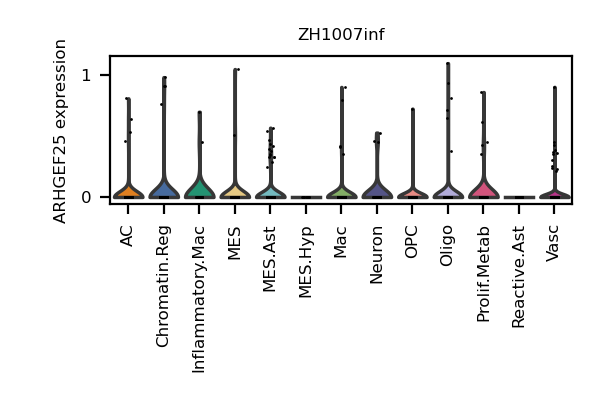 ZH1007inf
ARHGEF25 expression
1
0
AC
Chromatin.Reg
Inflammatory.Mac
MES
MES.Ast
MES.Hyp
Mac
Neuron
OPC
Oligo
Prolif.Metab
Reactive.Ast
Vasc